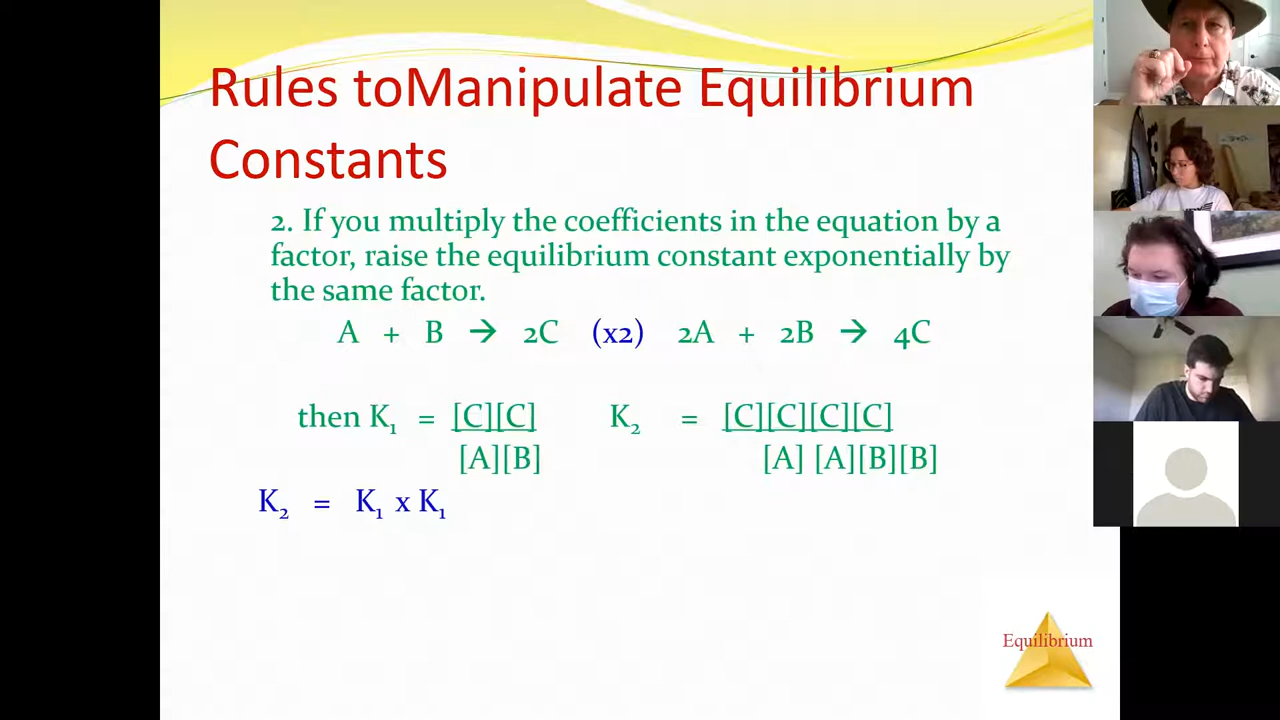 Rules toManipulate Equilibrium
Constants
2. If you multiply the coefficients in the equation by a
factor, raise the equilibrium constant exponentially by
the same factor.
A + B → 2C (x2) 2A + 2B → 4C
then K₁ = [C][C] K₂ = [C][C][C][C]
[A][B] [A] [A][B][B]
K₂ = K₁ x K₁
Equilibrium